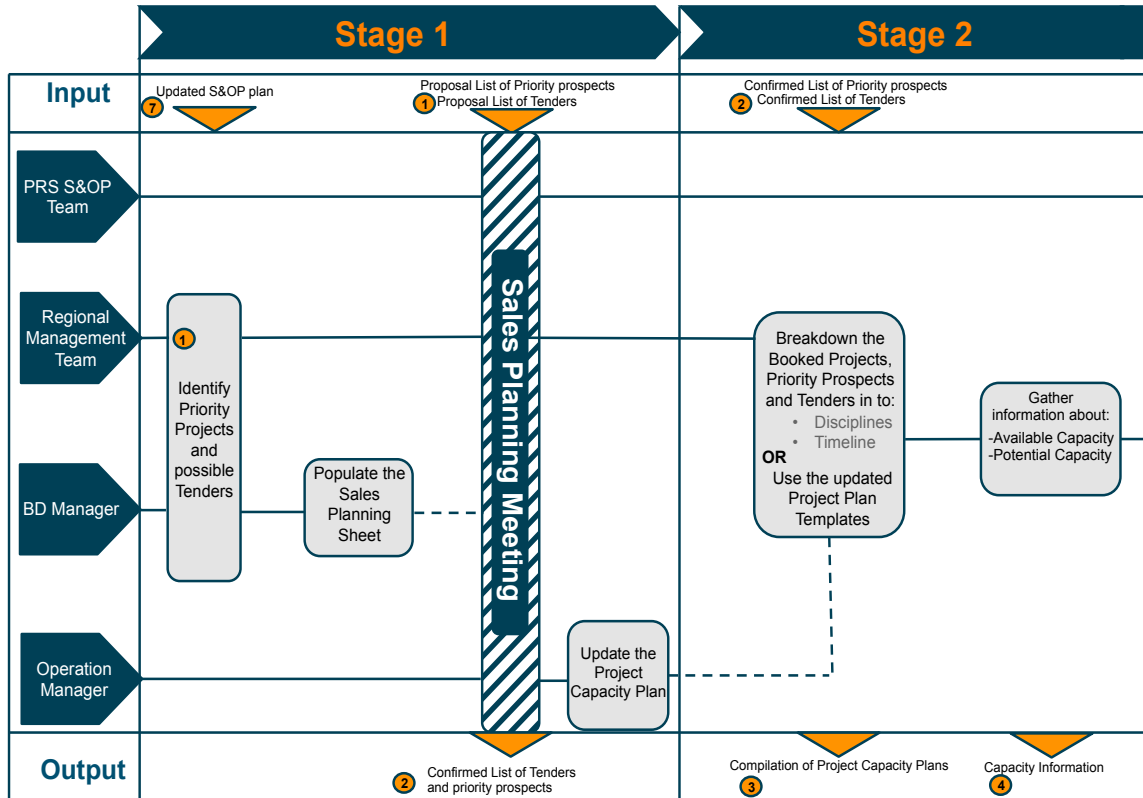 Stage 1
Stage 2
Input
7
Updated S&OP plan
1
Proposal List of Priority prospects
Proposal List of Tenders
2
Confirmed List of Priority prospects
Confirmed List of Tenders
PRS S&OP
Team
Regional
Management
Team
BD Manager
Operation
Manager
1
Identify
Priority
Projects
and
possible
Tenders
Populate the
Sales
Planning
Sheet
Sales Planning Meeting
Update the
Project
Capacity Plan
Breakdown the
Booked Projects,
Priority Prospects
and Tenders in to:
• Disciplines
• Timeline
OR
Use the updated
Project Plan
Templates
Gather
information about:
-Available Capacity
-Potential Capacity
Output
2
Confirmed List of Tenders
and priority prospects
3
Compilation of Project Capacity Plans
4
Capacity Information